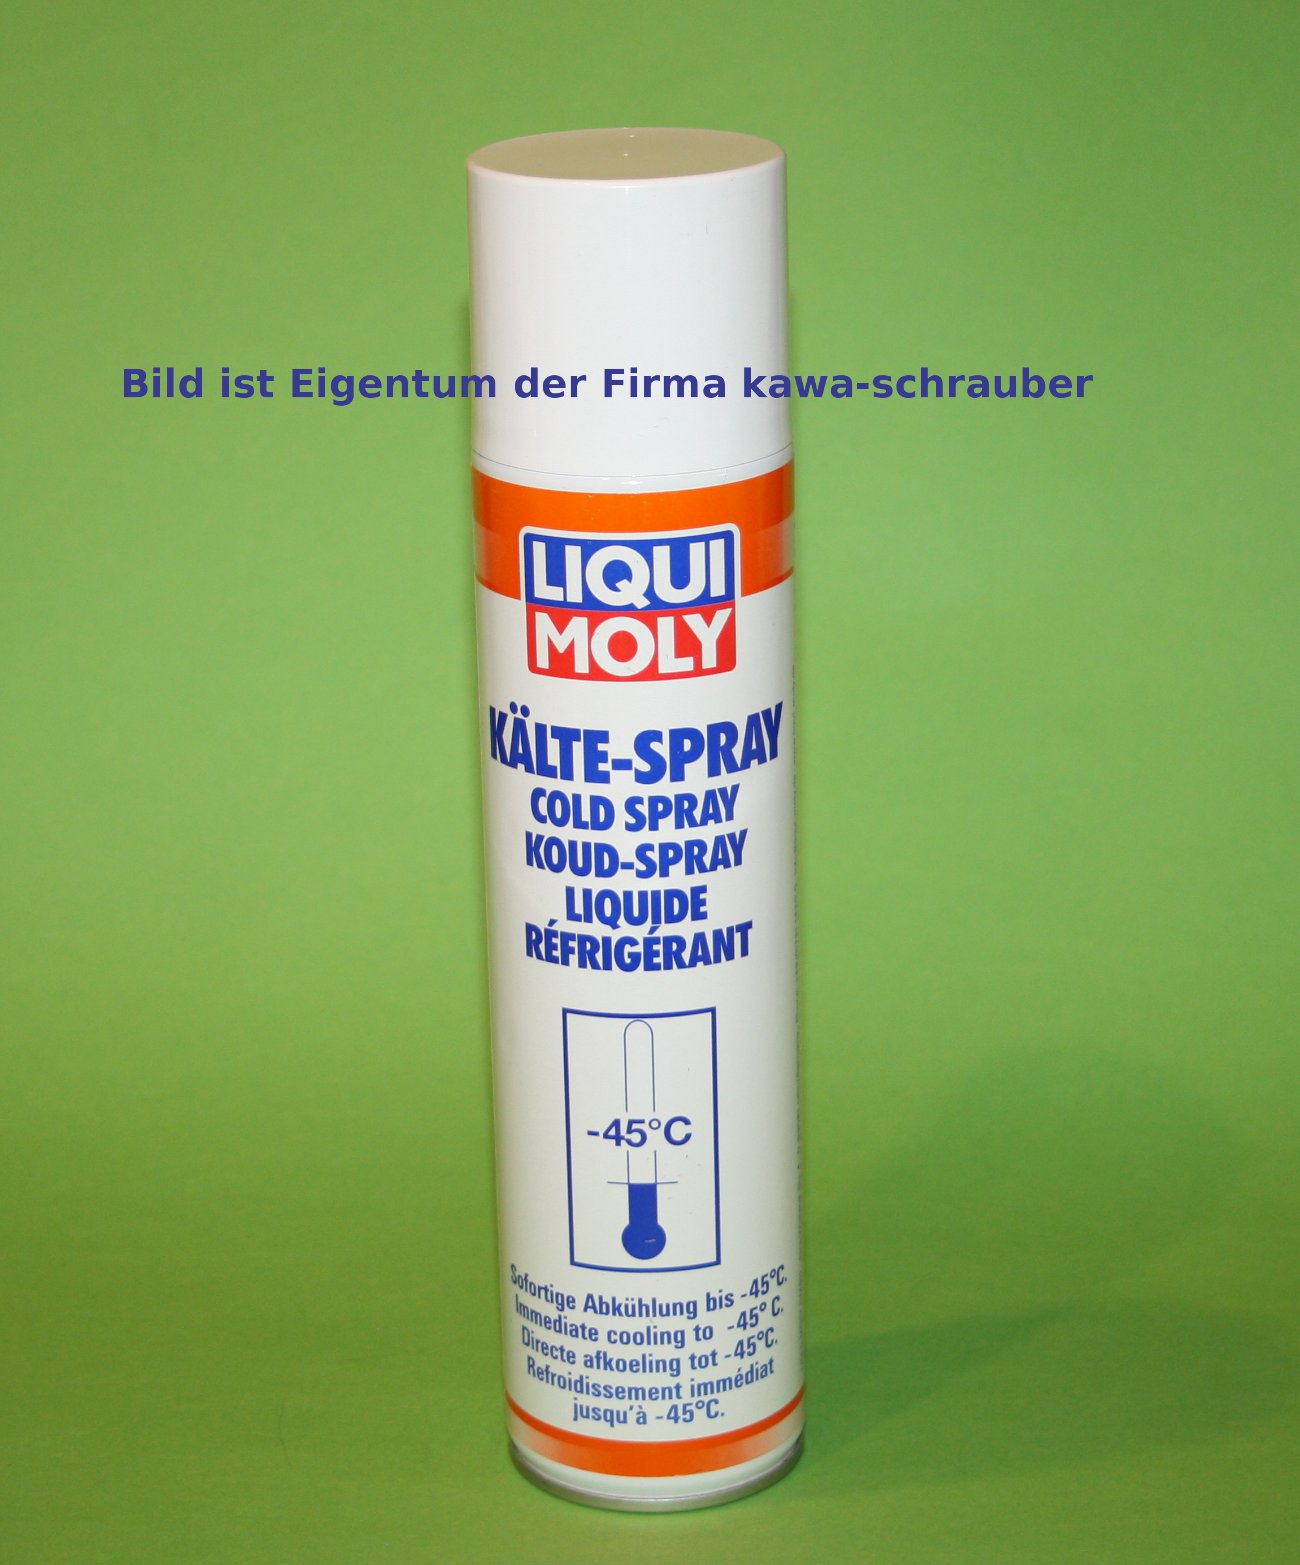 Bild ist Eigentum der Firma kawa-schrauber
LIQUI
MOLY
KÄLTE-SPRAY
COLD SPRAY
KOUD-SPRAY
LIQUIDE
RÉFRIGÉRANT
-45°C
Sofortige Abkühlung bis -45°C.
Immediate cooling to -45° C.
Directe afkoeling tot -45°C.
Refroidissement immédiat
jusqu'à -45°C.